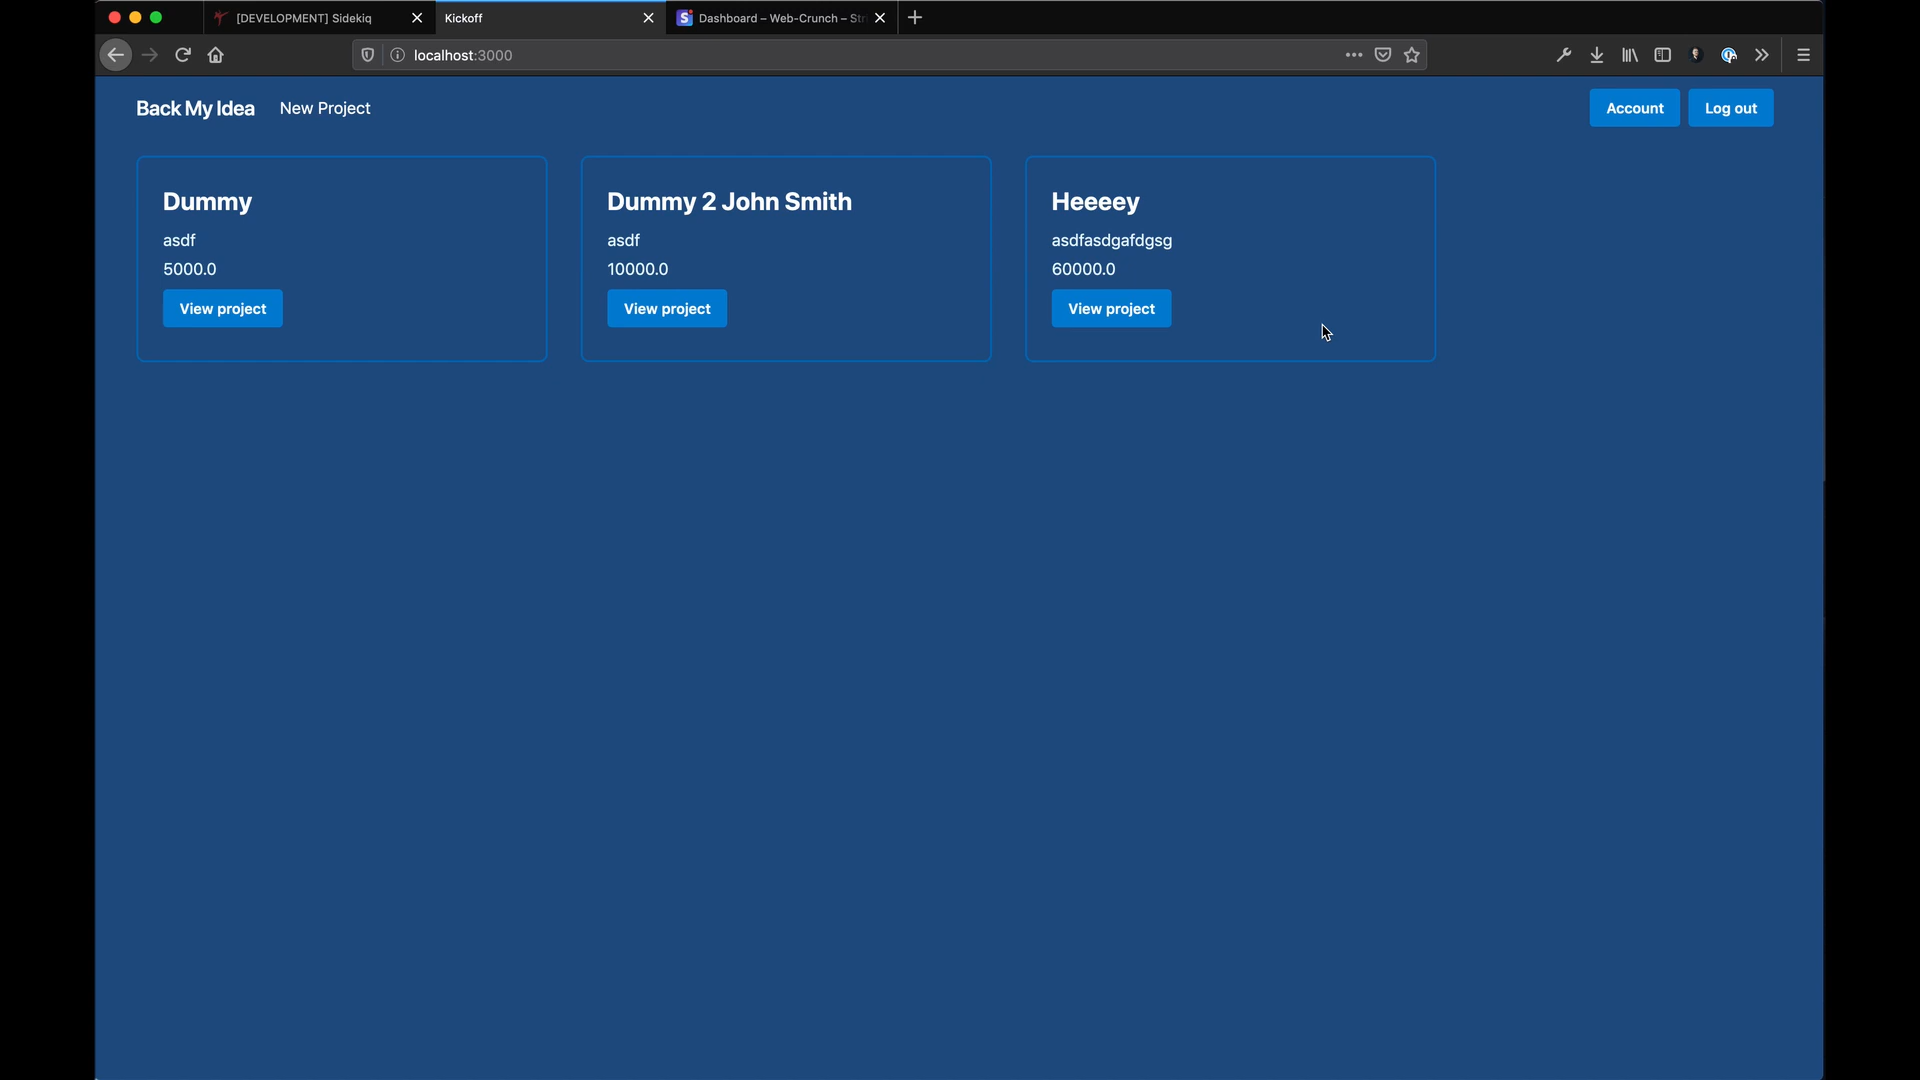 [DEVELOPMENT] Sidekiq
Kickoff
Dashboard – Web-Crunch – Str
localhost:3000
Back My Idea
New Project
Account
Log out
Dummy
asdf
5000.0
View project
Dummy 2 John Smith
asdf
10000.0
View project
Heeeey
asdfasdgafdgsg
60000.0
View project